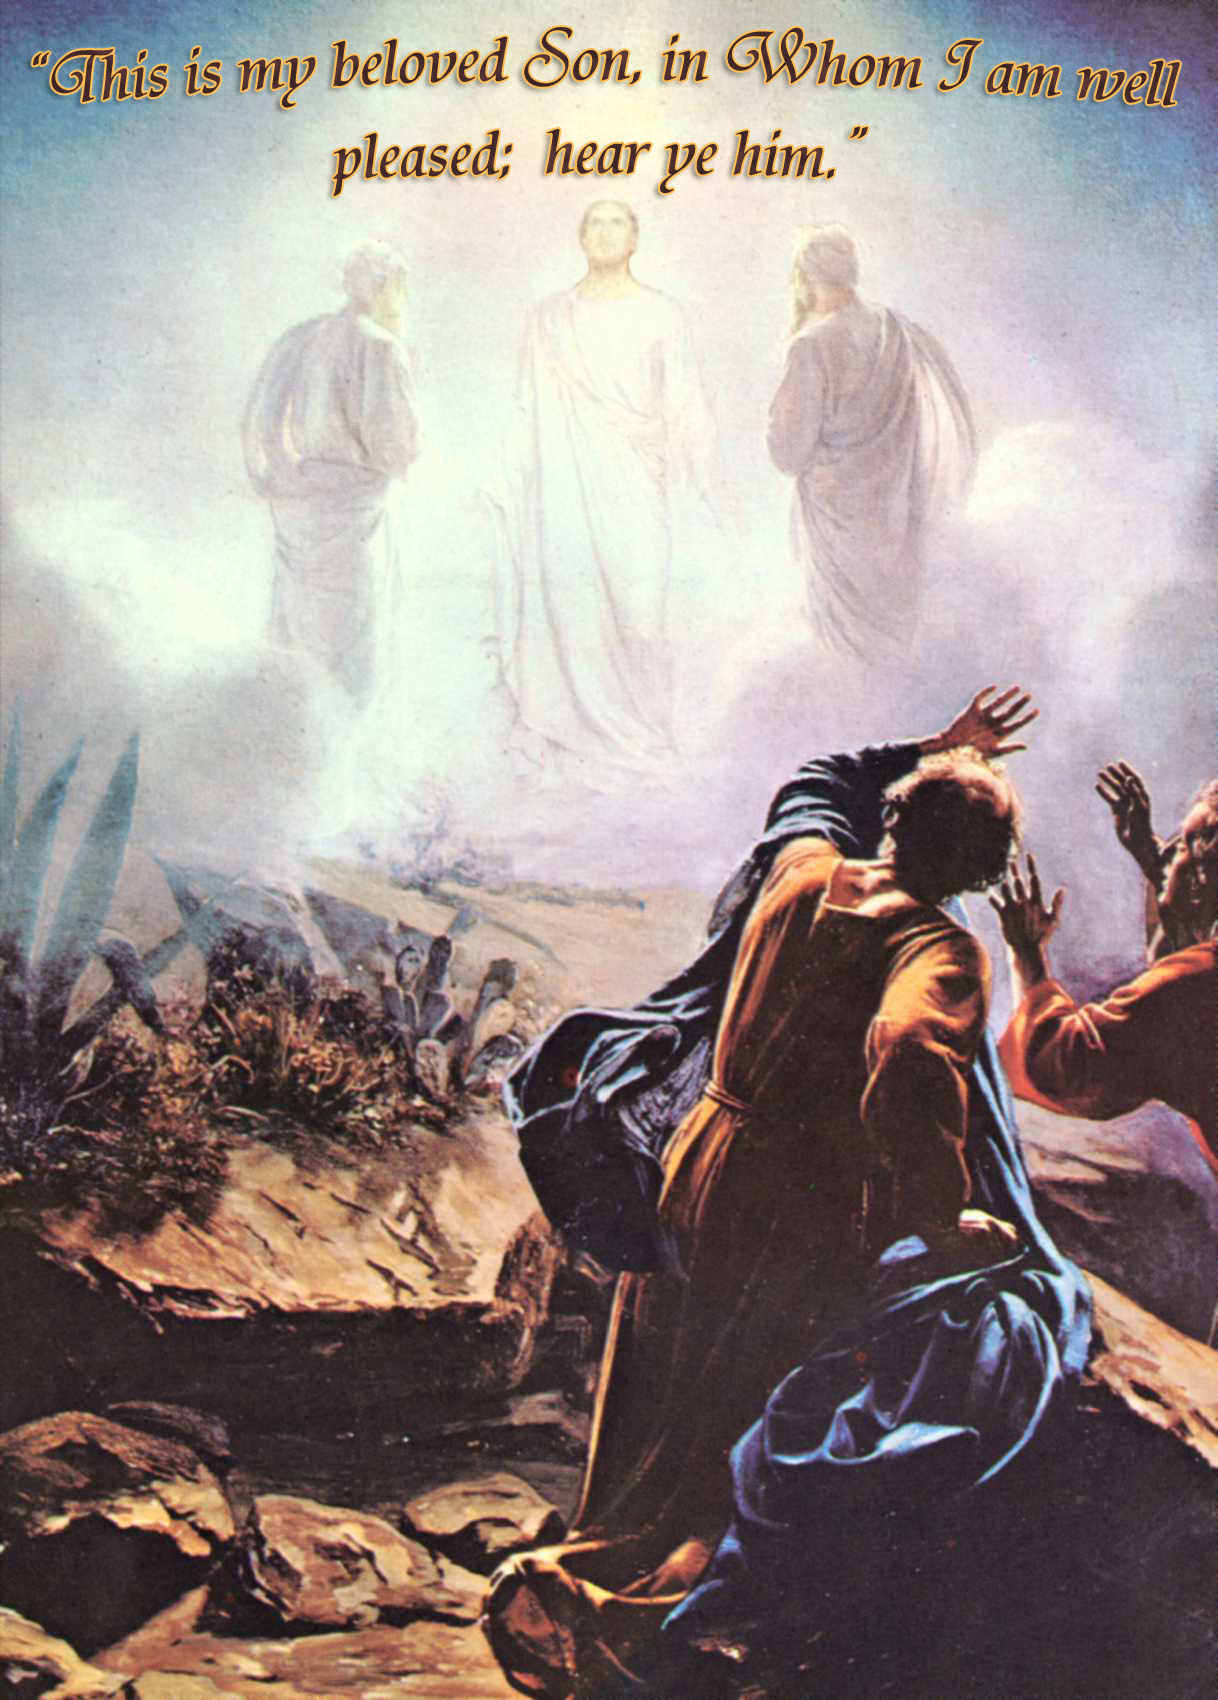 “This is my beloved Son, in Whom I am well
pleased; hear ye him.”